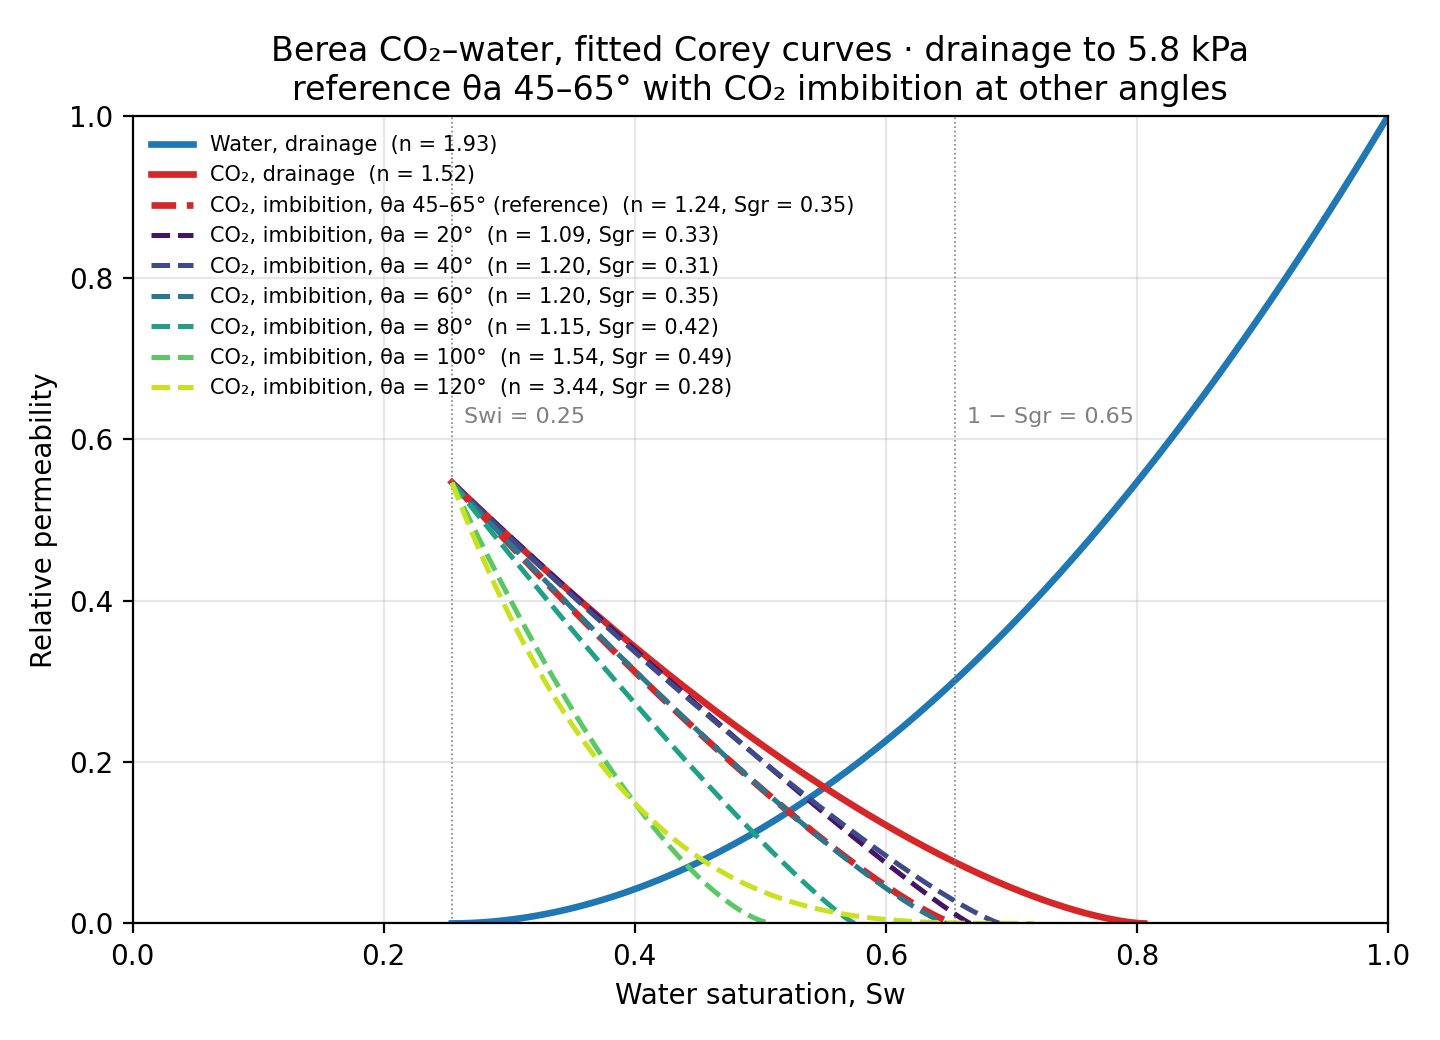 Berea CO₂–water, fitted Corey curves · drainage to 5.8 kPa
reference θa 45–65° with CO₂ imbibition at other angles
Water, drainage (n = 1.93)
CO₂, drainage (n = 1.52)
CO₂, imbibition, θa 45–65° (reference) (n = 1.24, Sgr = 0.35)
CO₂, imbibition, θa = 20° (n = 1.09, Sgr = 0.33)
CO₂, imbibition, θa = 40° (n = 1.20, Sgr = 0.31)
CO₂, imbibition, θa = 60° (n = 1.20, Sgr = 0.35)
CO₂, imbibition, θa = 80° (n = 1.15, Sgr = 0.42)
CO₂, imbibition, θa = 100° (n = 1.54, Sgr = 0.49)
CO₂, imbibition, θa = 120° (n = 3.44, Sgr = 0.28)
Swi = 0.25
1 − Sgr = 0.65
Relative permeability
1.0
0.8
0.6
0.4
0.2
0.0
0.0 0.2 0.4 0.6 0.8 1.0
Water saturation, Sw